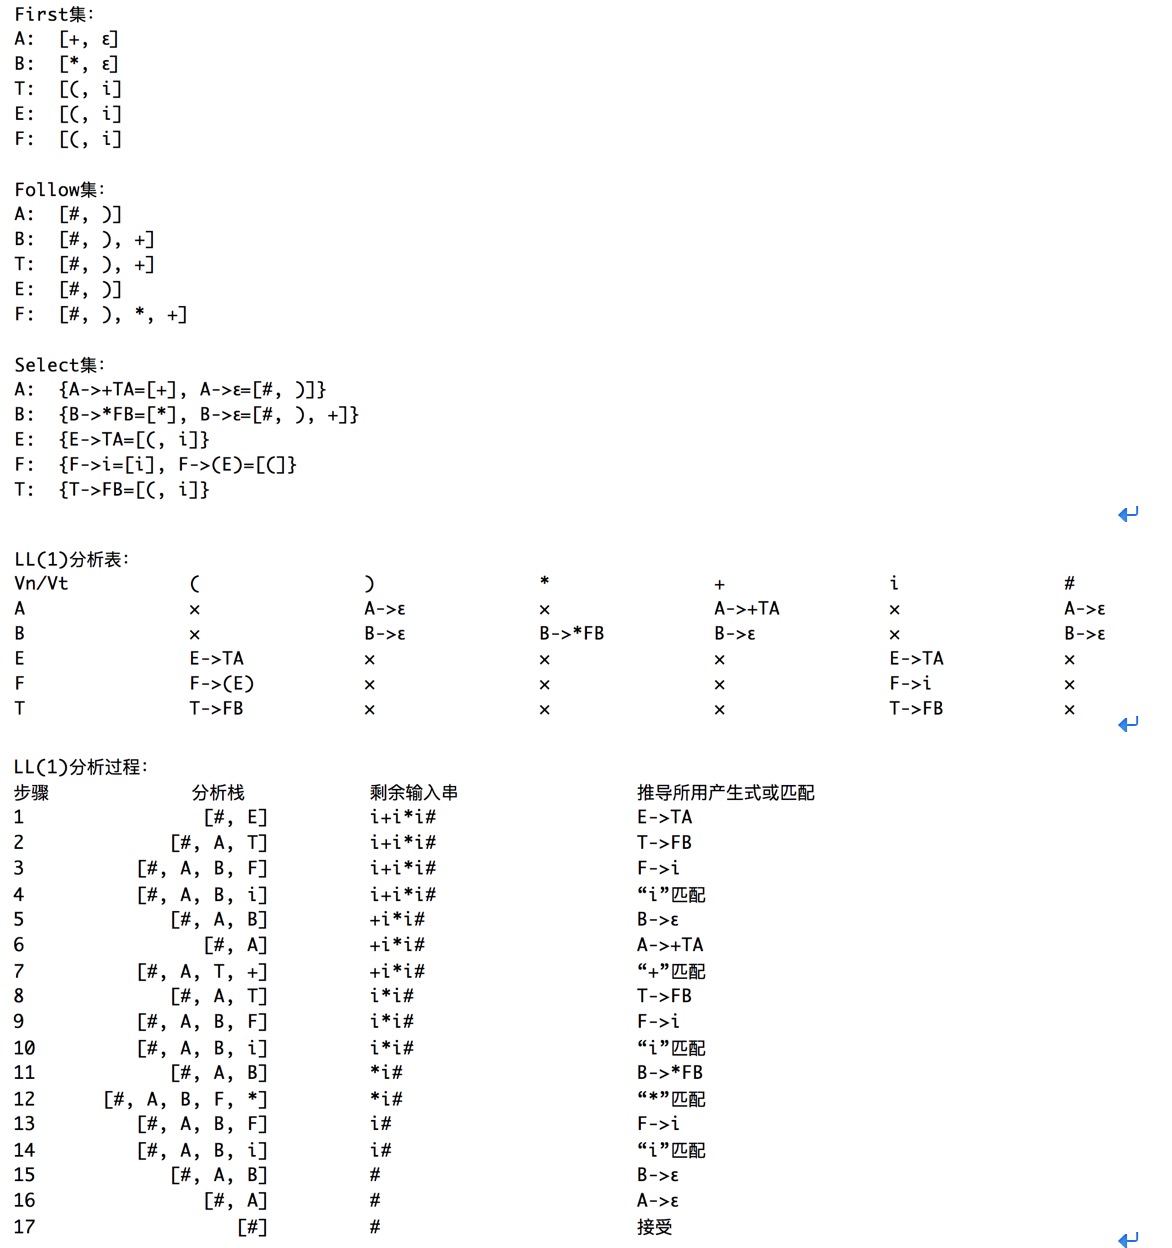 First集:
A: [+, ε]
B: [*, ε]
T: [(, i]
E: [(, i]
F: [(, i]
Follow集:
A: [#, )]
B: [#, ), +]
T: [#, ), +]
E: [#, )]
F: [#, ), *, +]
Select集:
A: {A->+TA=[+], A->ε=[#, )]}
B: {B->*FB=[*], B->ε=[#, ), +]}
E: {E->TA=[(, i]}
F: {F->i=[i], F->(E)=[(]}
T: {T->FB=[(, i]}
LL(1)分析表:
Vn/Vt ( ) * + i #
A × A->ε × A->+TA × A->ε
B × B->ε B->*FB B->ε × B->ε
E E->TA × × × E->TA ×
F F->(E) × × × F->i ×
T T->FB × × × T->FB ×
LL(1)分析过程:
步骤 分析栈 剩余输入串 推导所用产生式或匹配
1 [#, E] i+i*i# E->TA
2 [#, A, T] i+i*i# T->FB
3 [#, A, B, F] i+i*i# F->i
4 [#, A, B, i] i+i*i# “i”匹配
5 [#, A, B] +i*i# B->ε
6 [#, A] +i*i# A->+TA
7 [#, A, T, +] +i*i# “+”匹配
8 [#, A, T] i*i# T->FB
9 [#, A, B, F] i*i# F->i
10 [#, A, B, i] i*i# “i”匹配
11 [#, A, B] *i# B->*FB
12 [#, A, B, F, *] *i# “*”匹配
13 [#, A, B, F] i# F->i
14 [#, A, B, i] i# “i”匹配
15 [#, A, B] # B->ε
16 [#, A] # A->ε
17 [#] # 接受